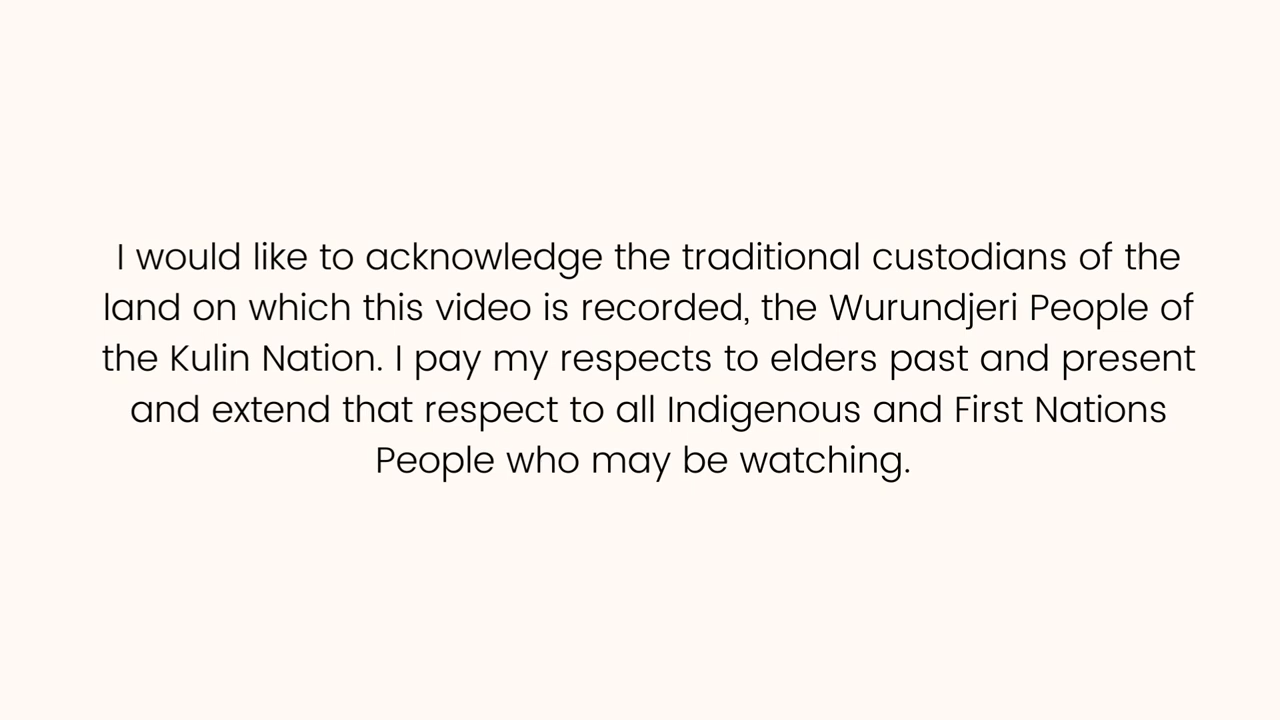 I would like to acknowledge the traditional custodians of the
land on which this video is recorded, the Wurundjeri People of
the Kulin Nation. I pay my respects to elders past and present
and extend that respect to all Indigenous and First Nations
People who may be watching.